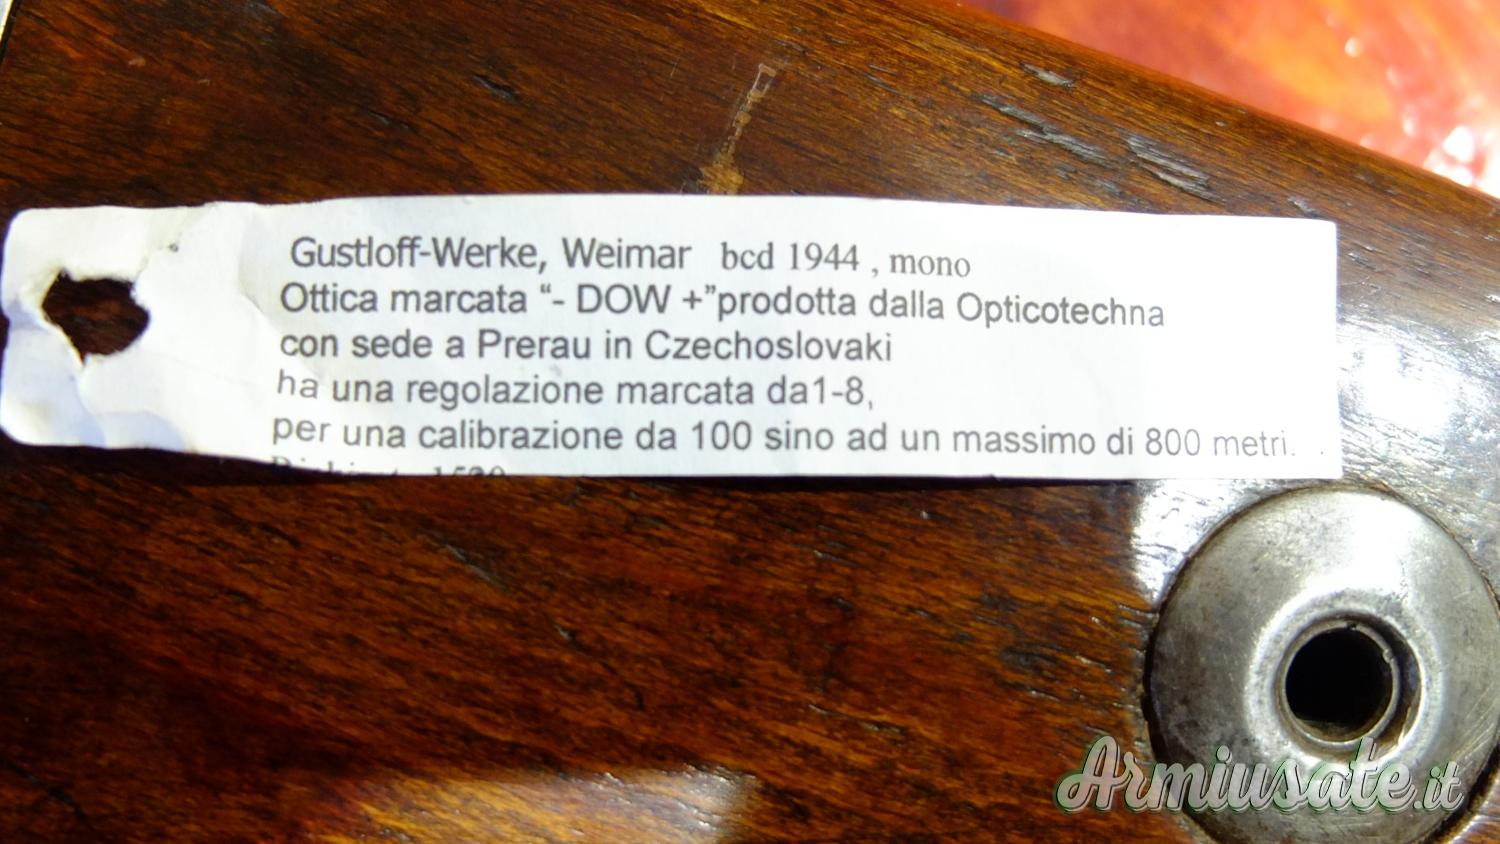 Gustloff-Werke, Weimar bcd 1944 , mono
Ottica marcata “- DOW +”prodotta dalla Opticotechna
con sede a Prerau in Czechoslovaki
ha una regolazione marcata da1-8,
per una calibrazione da 100 sino ad un massimo di 800 metri. .
Armiusate.it